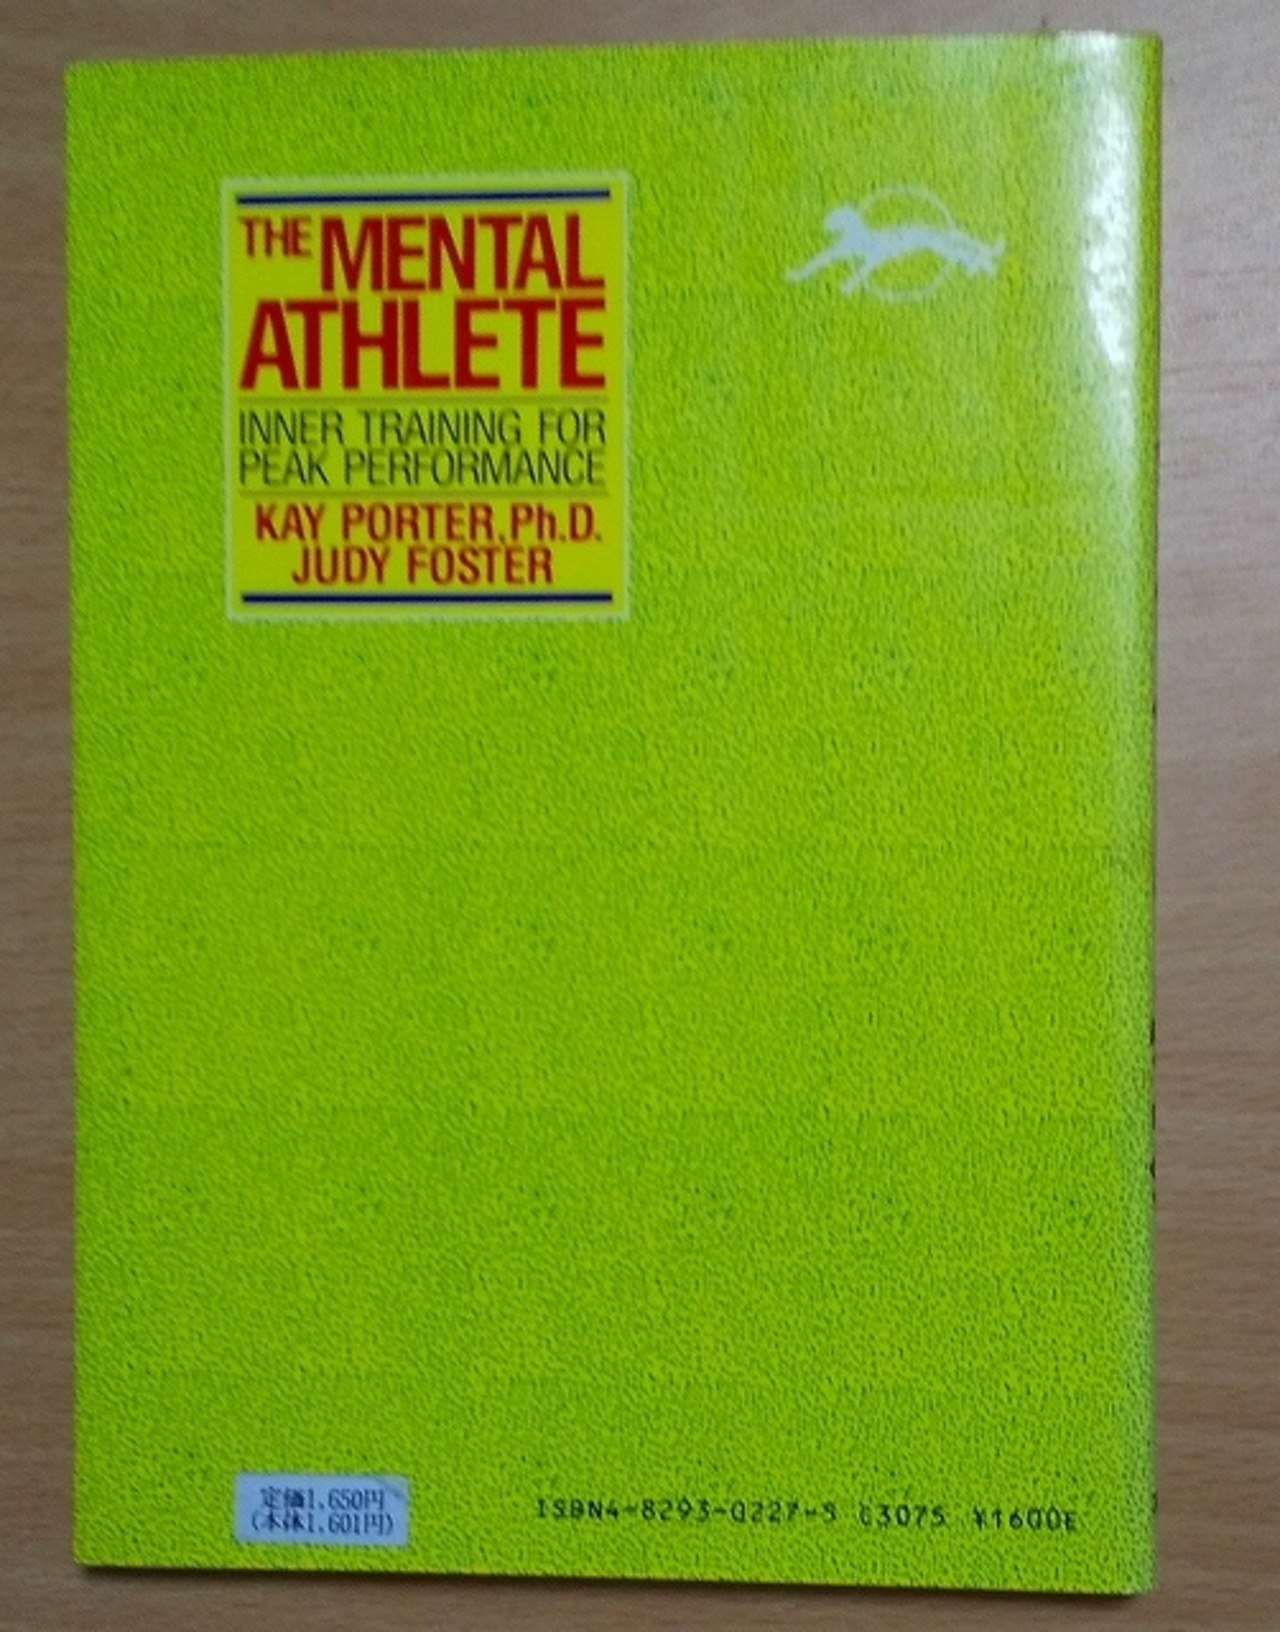 THE MENTAL
ATHLETE
INNER TRAINING FOR
PEAK PERFORMANCE
KAY PORTER, Ph.D.
JUDY FOSTER
定価1,650円
(本体1,601円)
ISBN4-8293-0227-5 C3075 ¥1600E